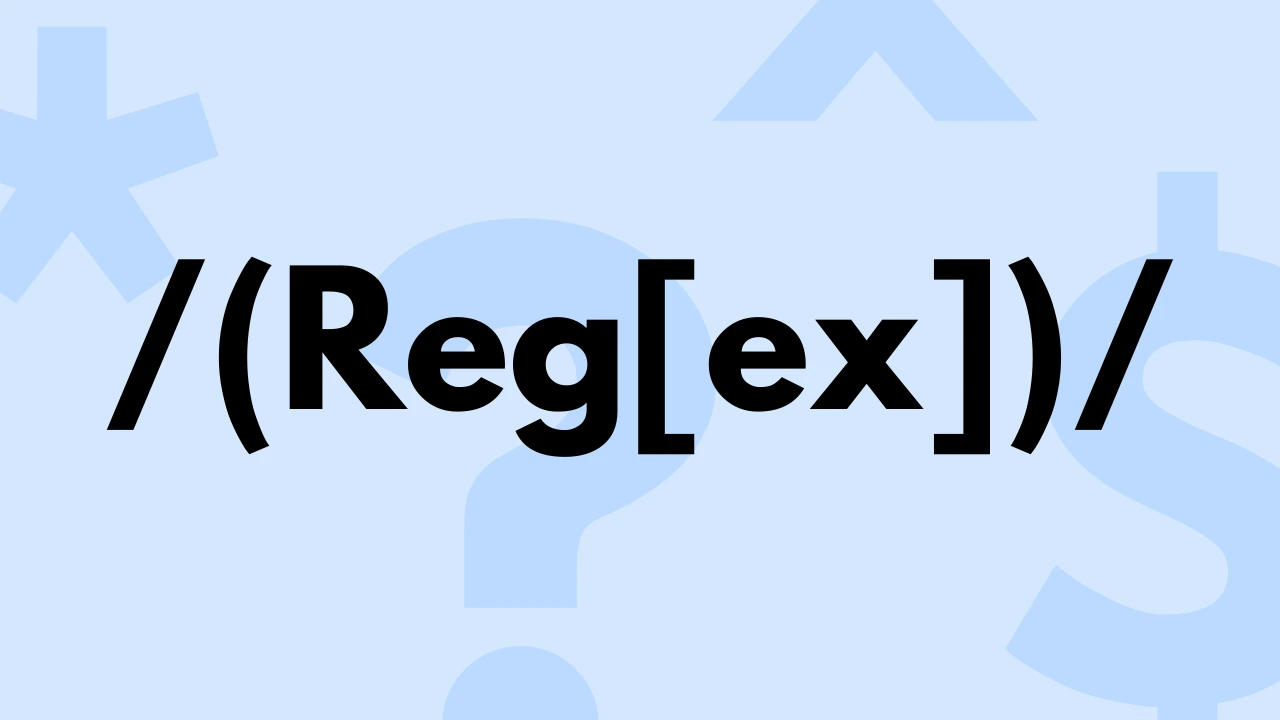 /(Reg[ex])/
* ^ ? $